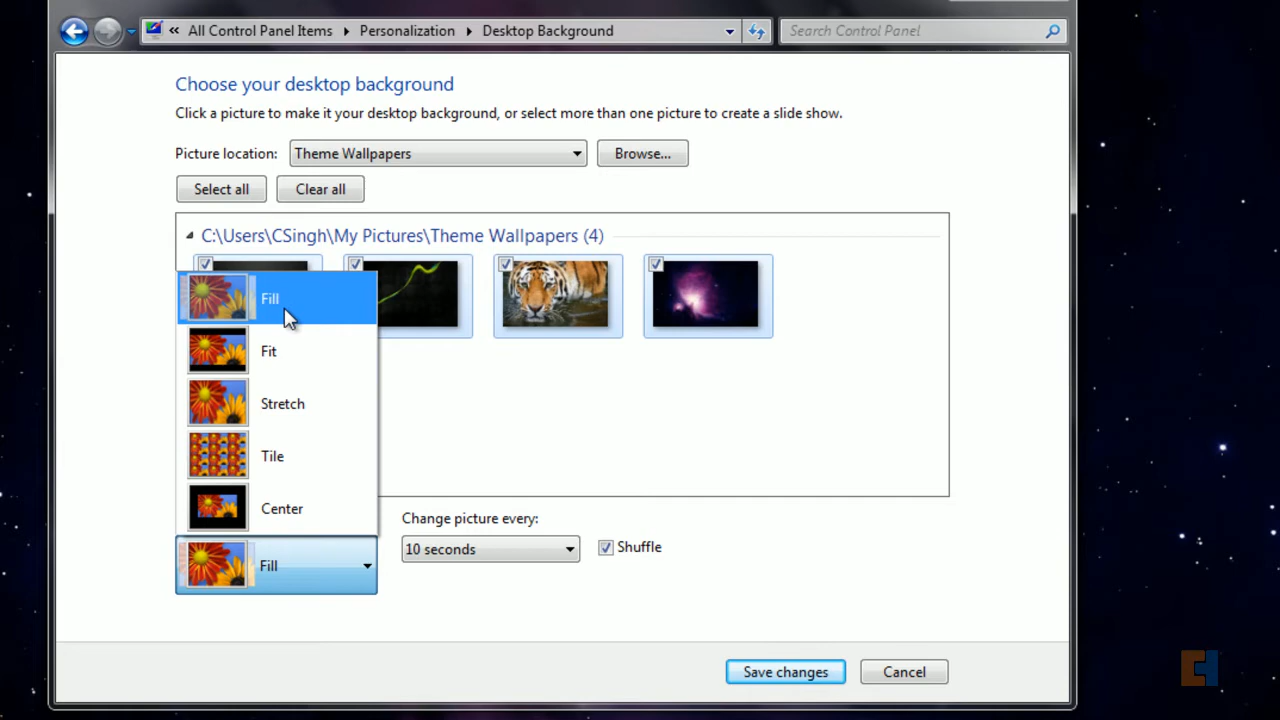 « All Control Panel Items Personalization Desktop Background Search Control Panel
Choose your desktop background
Click a picture to make it your desktop background, or select more than one picture to create a slide show.
Picture location: Theme Wallpapers Browse...
Select all Clear all
C:\Users\CSingh\My Pictures\Theme Wallpapers (4)
Fill
Fit
Stretch
Tile
Center
Change picture every:
Fill 10 seconds Shuffle
Save changes Cancel